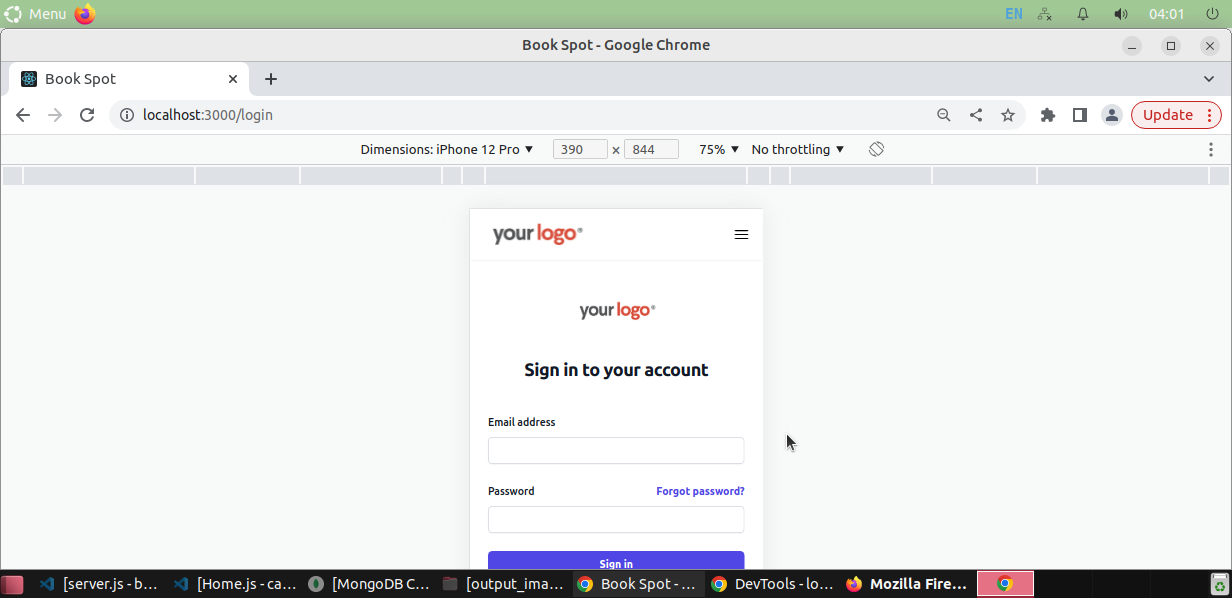 Menu EN 04:01
Book Spot - Google Chrome
Book Spot
localhost:3000/login Update
Dimensions: iPhone 12 Pro 390 × 844 75% No throttling
your logo®
your logo®
Sign in to your account
Email address
Password Forgot password?
Sign in
[server.js - b... [Home.js - ca... [MongoDB C... [output_ima... Book Spot - ... DevTools - lo... Mozilla Fire...